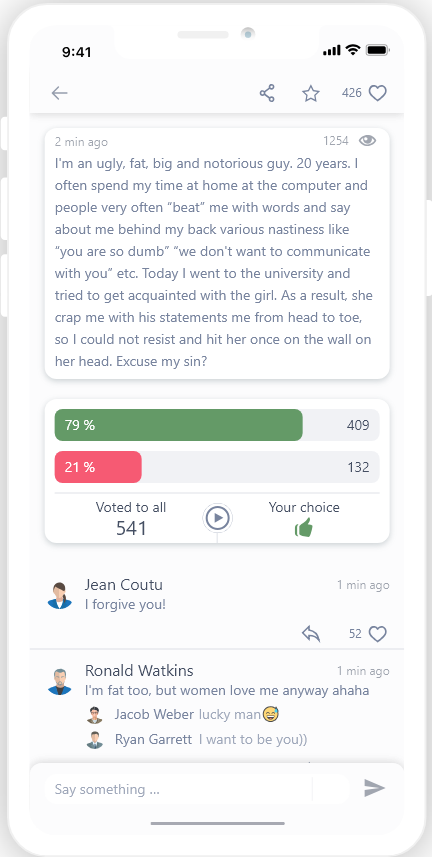 9:41
426
2 min ago 1254
I'm an ugly, fat, big and notorious guy. 20 years. I
often spend my time at home at the computer and
people very often “beat” me with words and say
about me behind my back various nastiness like
“you are so dumb” “we don't want to communicate
with you” etc. Today I went to the university and
tried to get acquainted with the girl. As a result, she
crap me with his statements me from head to toe,
so I could not resist and hit her once on the wall on
her head. Excuse my sin?
79 % 409
21 % 132
Voted to all Your choice
541
Jean Coutu 1 min ago
I forgive you!
52
Ronald Watkins 1 min ago
I'm fat too, but women love me anyway ahaha
Jacob Weber lucky man😅
Ryan Garrett I want to be you))
Say something ...